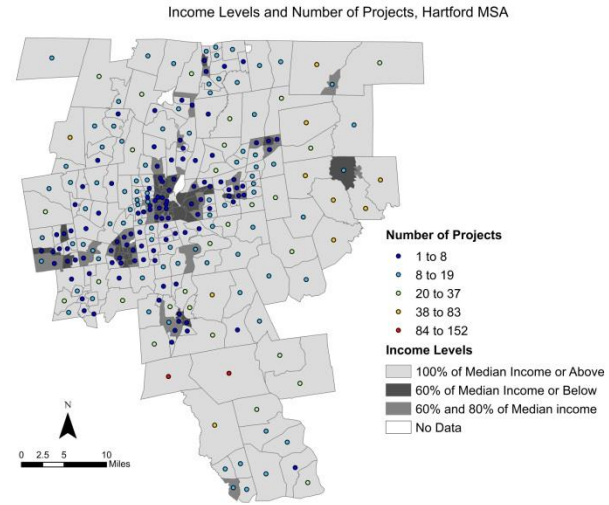 Income Levels and Number of Projects, Hartford MSA
Number of Projects
1 to 8
8 to 19
20 to 37
38 to 83
84 to 152
Income Levels
100% of Median Income or Above
60% of Median Income or Below
60% and 80% of Median income
No Data
N
0 2.5 5 10
Miles